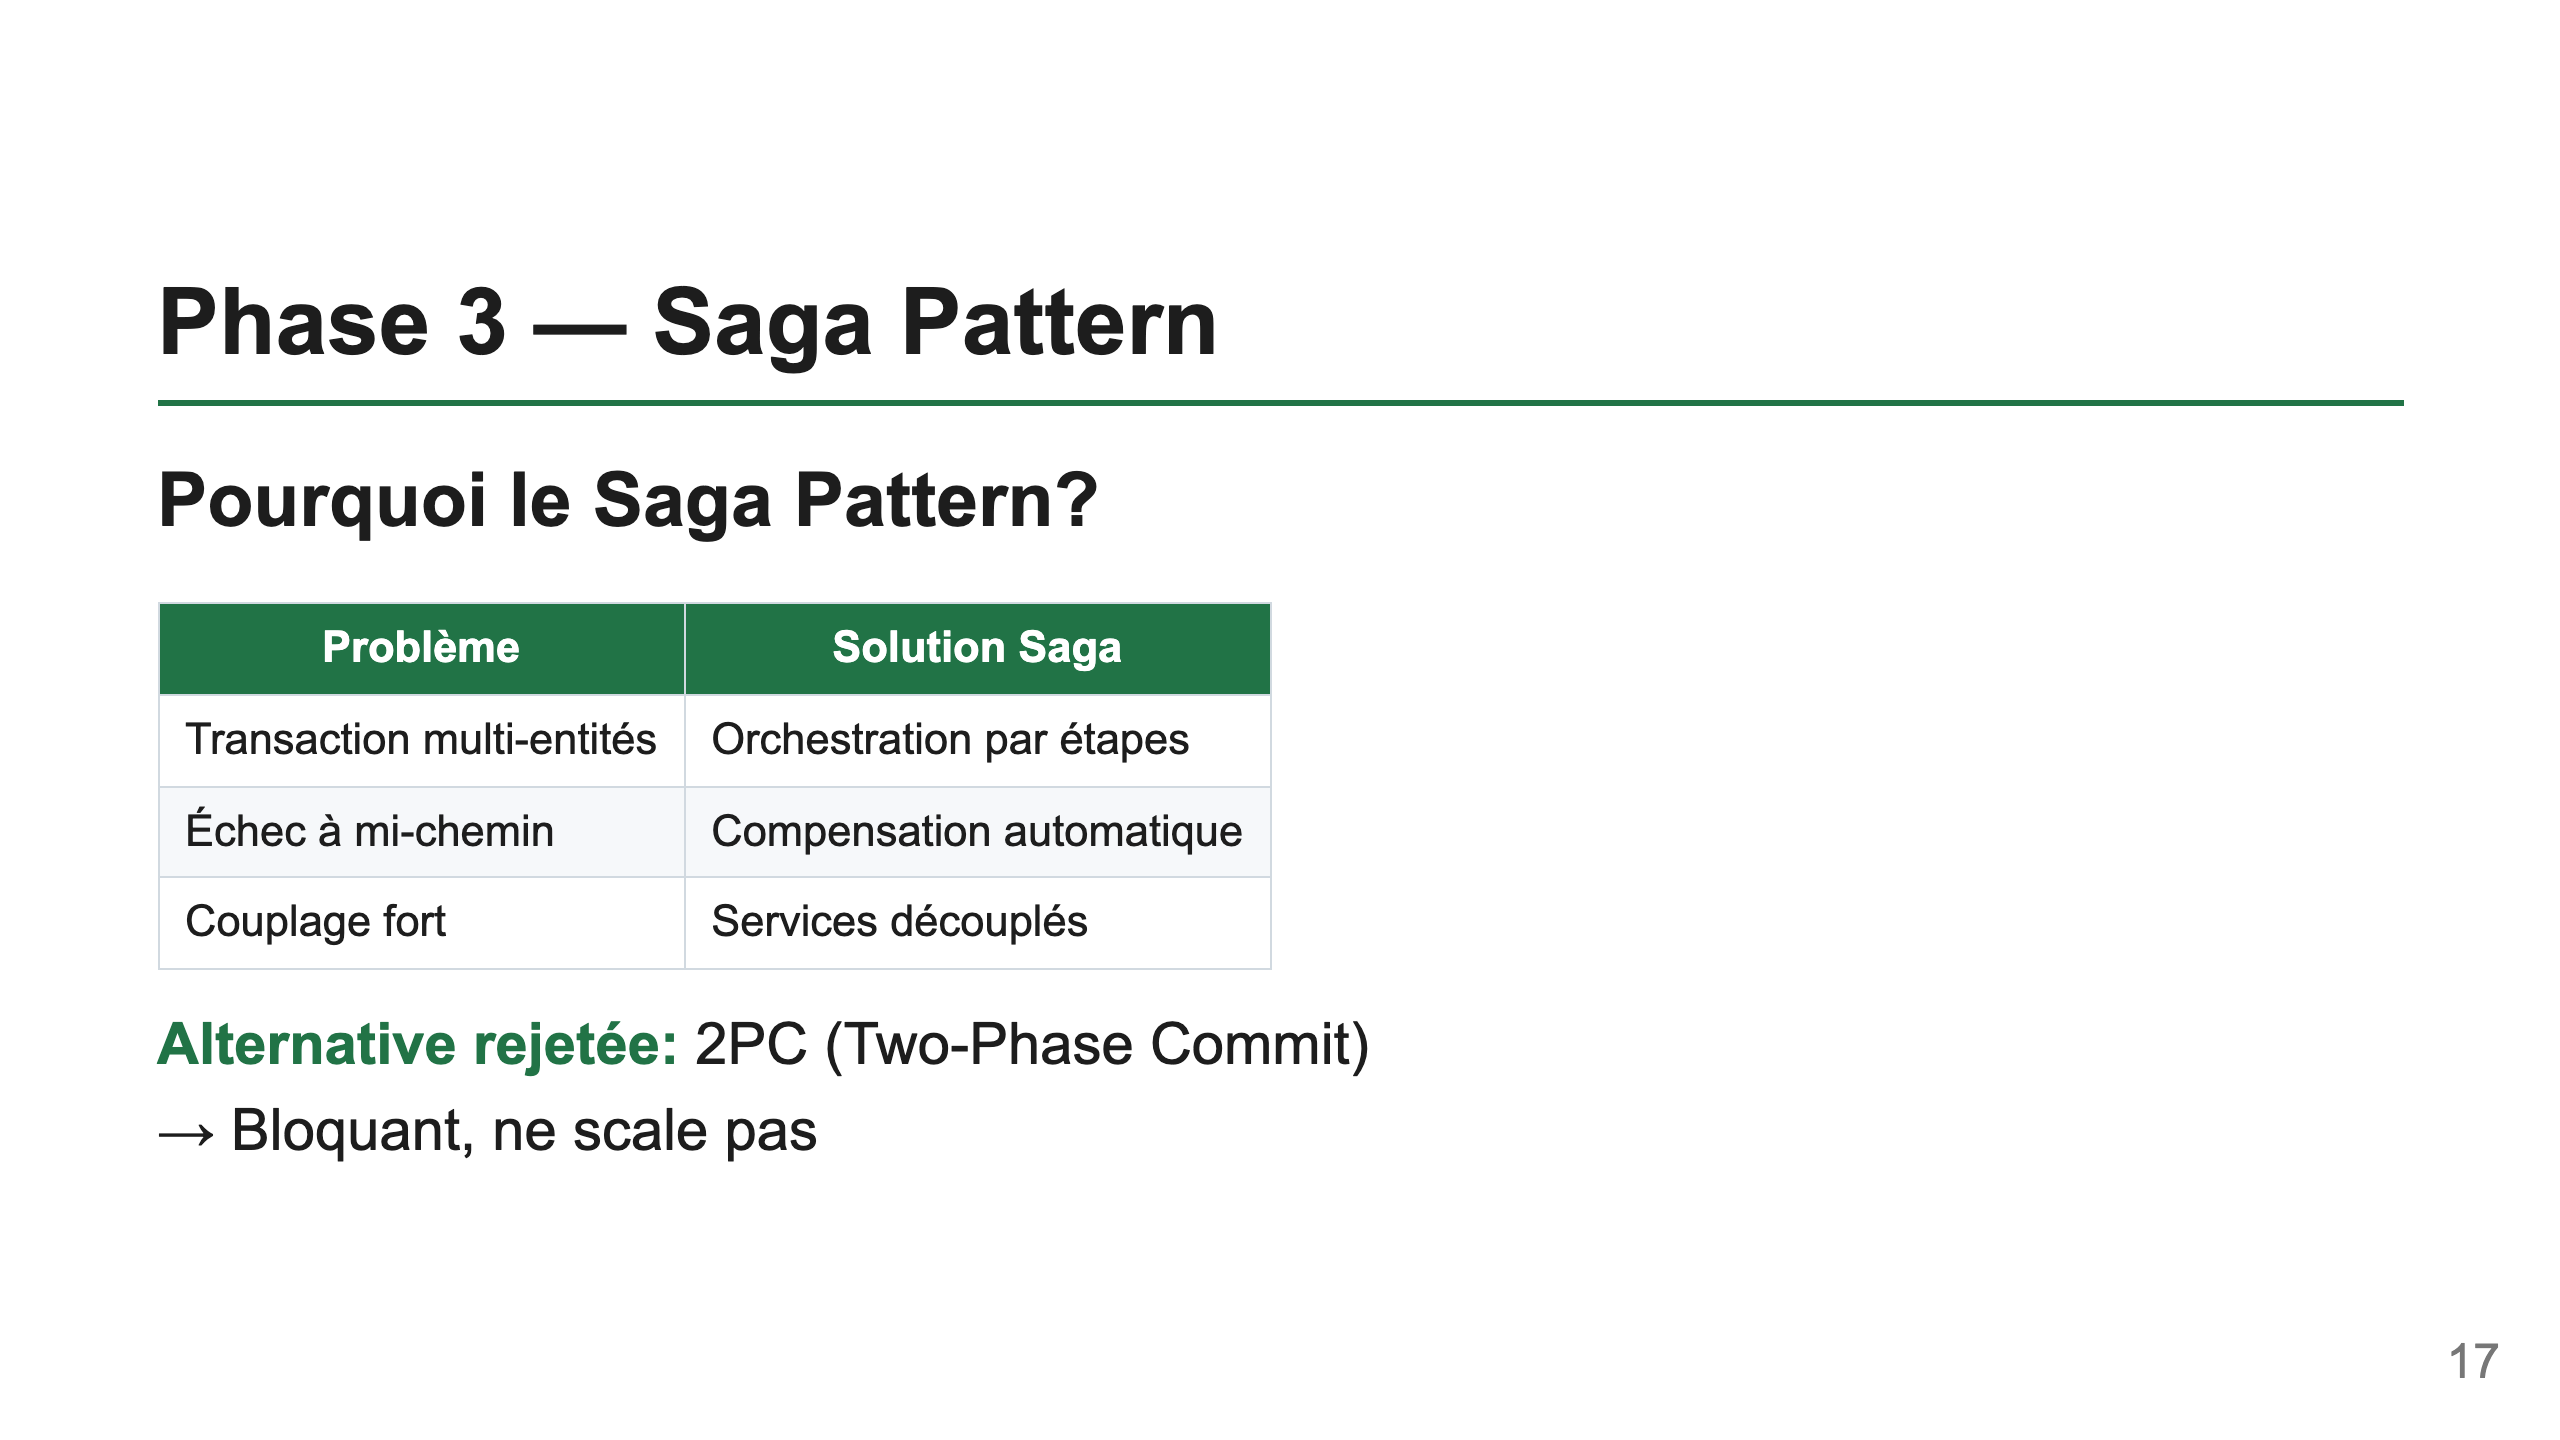 Phase 3 — Saga Pattern
Pourquoi le Saga Pattern?
Problème Solution Saga
Transaction multi-entités Orchestration par étapes
Échec à mi-chemin Compensation automatique
Couplage fort Services découplés
Alternative rejetée: 2PC (Two-Phase Commit)
→ Bloquant, ne scale pas
17